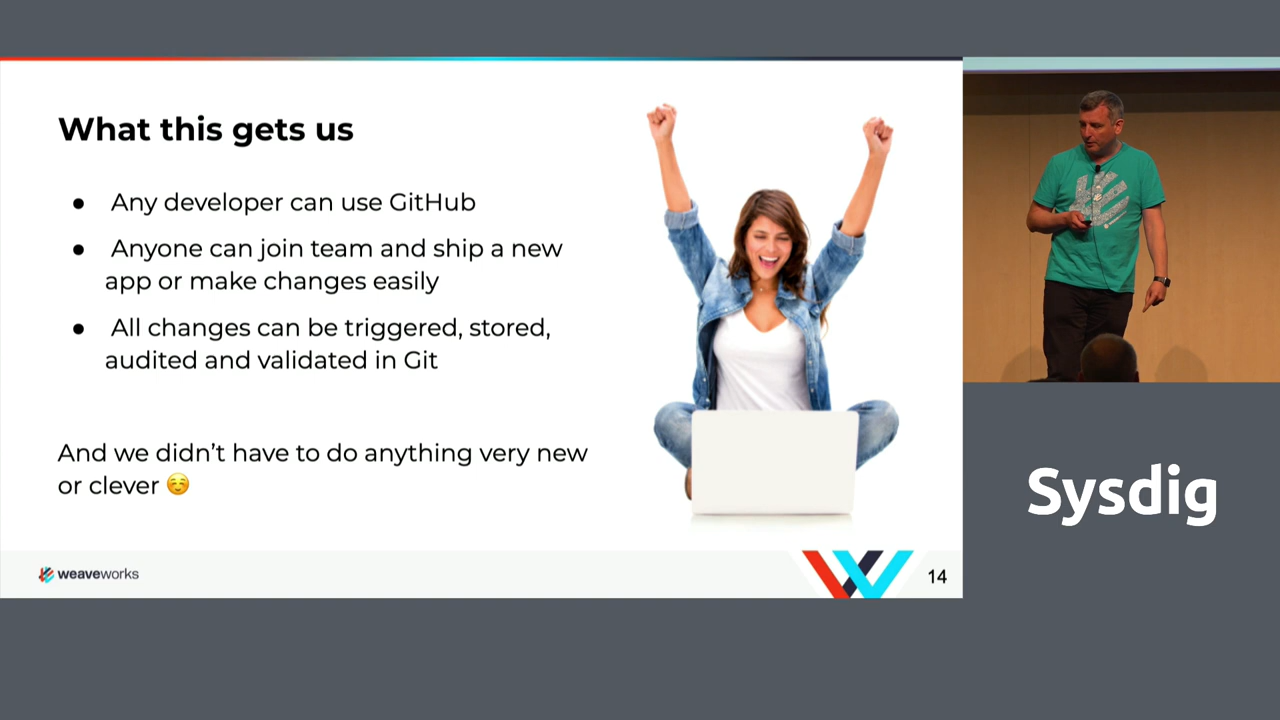 What this gets us
● Any developer can use GitHub
● Anyone can join team and ship a new
app or make changes easily
● All changes can be triggered, stored,
audited and validated in Git
And we didn’t have to do anything very new
or clever ☺️
weaveworks
14
Sysdig